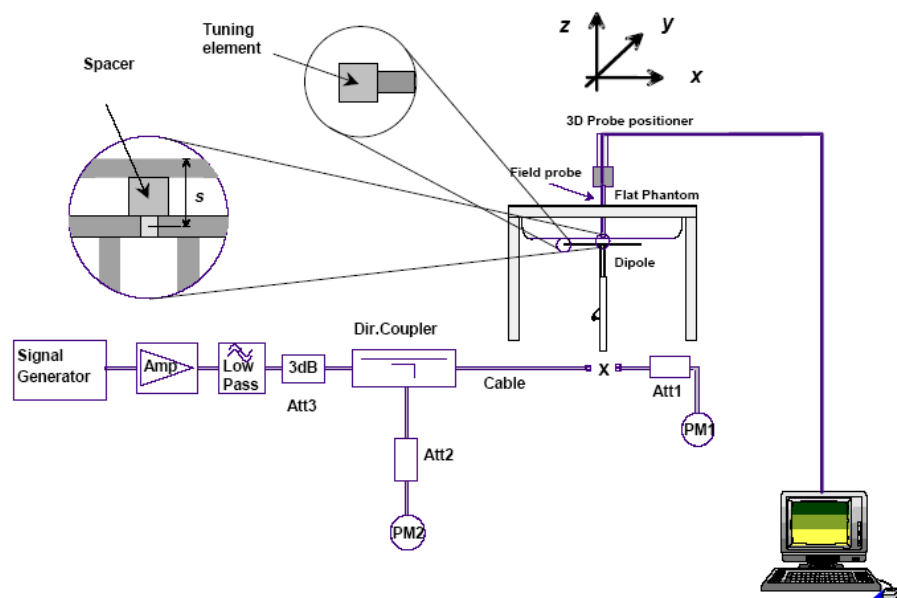 Tuning
element
Spacer
s
z
y
x
3D Probe positioner
Field probe
Flat Phantom
Dipole
Dir.Coupler
Signal
Generator
Amp
Low
Pass
3dB
Att3
Cable
x
Att1
PM1
Att2
PM2